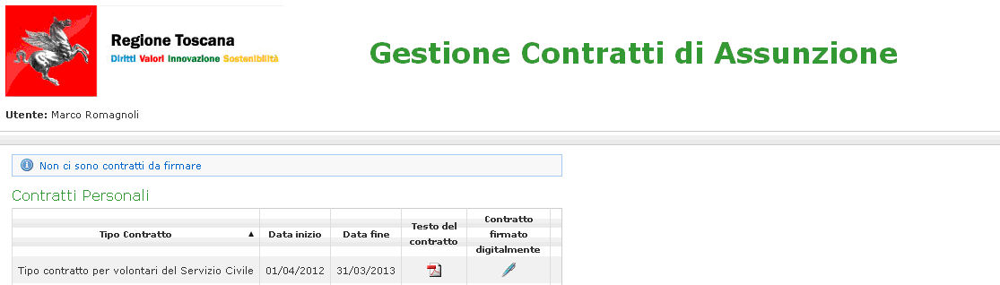 Regione Toscana
Diritti Valori Innovazione Sostenibilità
Gestione Contratti di Assunzione
Utente: Marco Romagnoli
Non ci sono contratti da firmare
Contratti Personali
Tipo Contratto ▲ Data inizio Data fine Testo del contratto Contratto firmato digitalmente
Tipo contratto per volontari del Servizio Civile 01/04/2012 31/03/2013